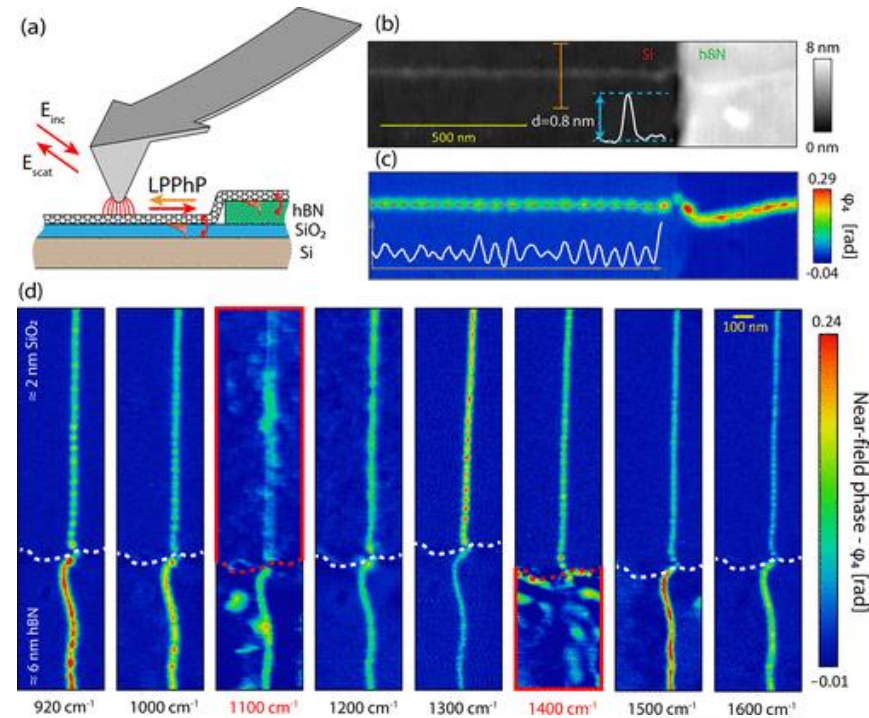 (a)
E_inc
E_scat
LPPhP
hBN
SiO₂
Si
(b)
Si
hBN
d=0.8 nm
500 nm
8 nm
0 nm
(c)
0.29
φ₄ [rad]
-0.04
(d)
≈ 2 nm SiO₂
≈ 6 nm hBN
100 nm
0.24
Near-field phase - φ₄ [rad]
−0.01
920 cm⁻¹ 1000 cm⁻¹ 1100 cm⁻¹ 1200 cm⁻¹ 1300 cm⁻¹ 1400 cm⁻¹ 1500 cm⁻¹ 1600 cm⁻¹